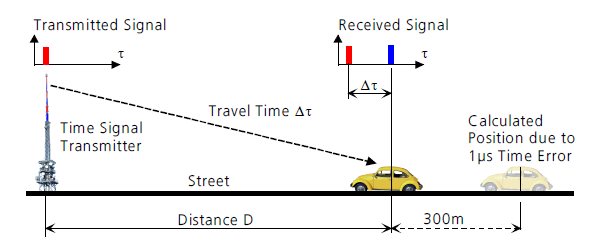 Transmitted Signal
τ
Received Signal
τ
Δτ
Travel Time Δτ
Time Signal
Transmitter
Calculated
Position due to
1µs Time Error
Street
Distance D
300m